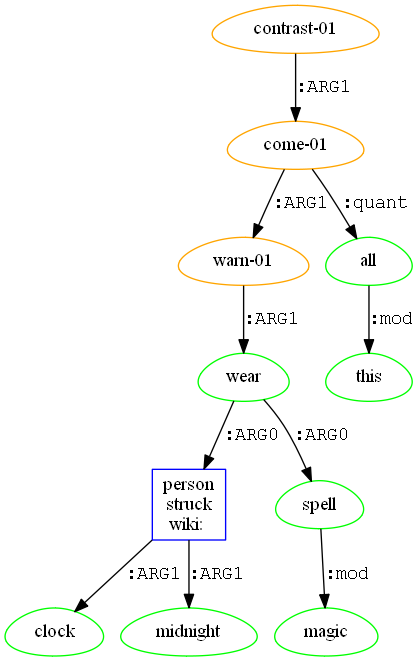 contrast-01
:ARG1
come-01
:ARG1 :quant
warn-01 all
:ARG1 :mod
wear this
:ARG0 :ARG0
person
struck
wiki:
spell
:ARG1 :ARG1 :mod
clock midnight magic